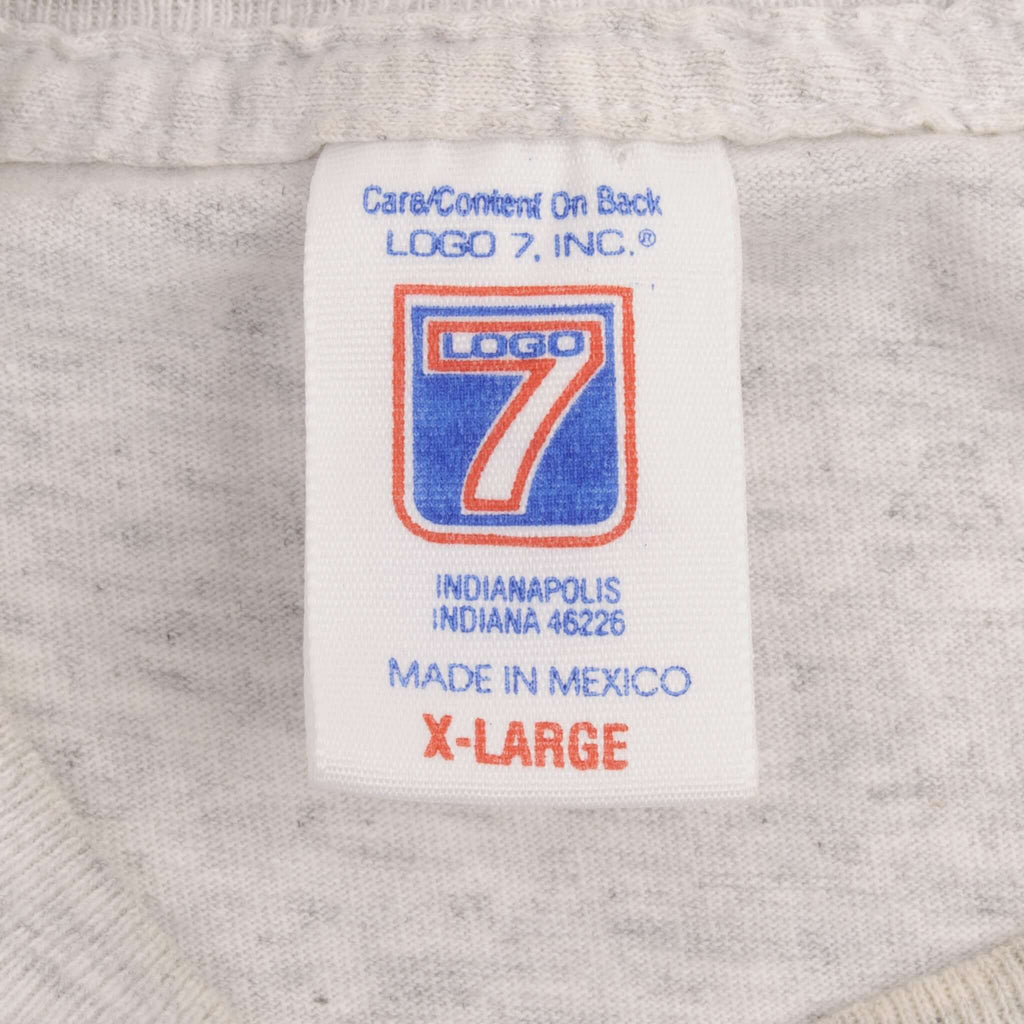 Care/Content On Back
LOGO 7, INC.®
LOGO
7
INDIANAPOLIS
INDIANA 46226
MADE IN MEXICO
X-LARGE